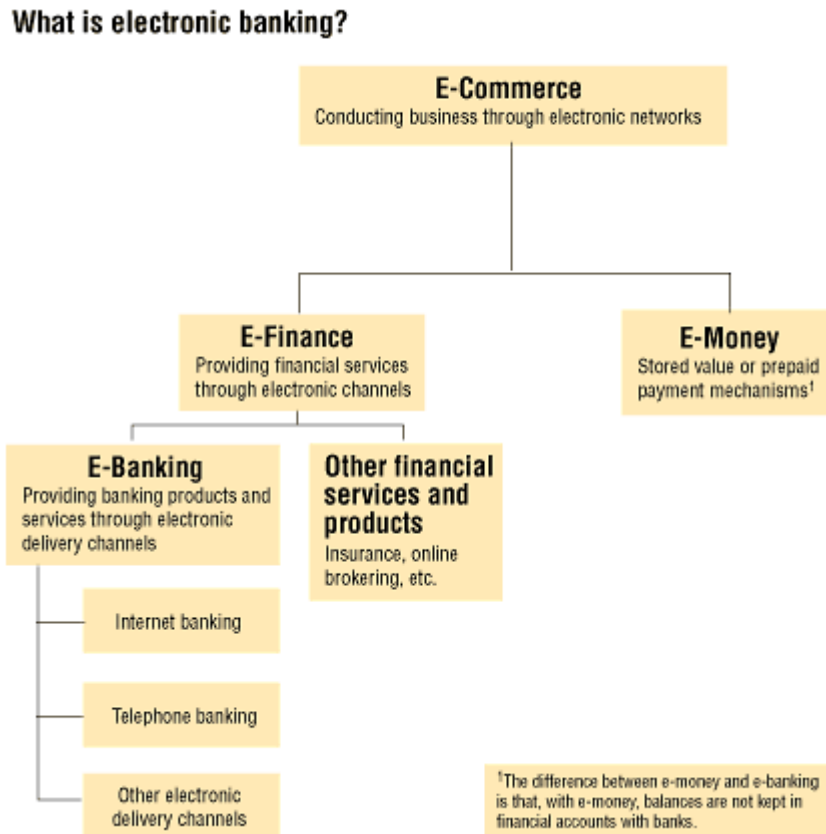 What is electronic banking?
E-Commerce
Conducting business through electronic networks
E-Finance
Providing financial services
through electronic channels
E-Money
Stored value or prepaid
payment mechanisms¹
E-Banking
Providing banking products and
services through electronic
delivery channels
Other financial
services and
products
Insurance, online
brokering, etc.
Internet banking
Telephone banking
Other electronic
delivery channels
¹The difference between e-money and e-banking
is that, with e-money, balances are not kept in
financial accounts with banks.